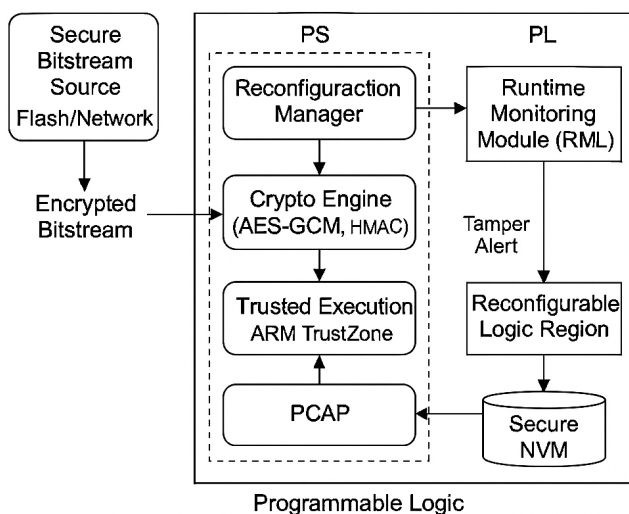 Secure
Bitstream
Source
Flash/Network
Encrypted
Bitstream
PS
PL
Reconfiguraction
Manager
Runtime
Monitoring
Module (RML)
Crypto Engine
(AES-GCM, HMAC)
Tamper
Alert
Trusted Execution
ARM TrustZone
Reconfigurable
Logic Region
PCAP
Secure
NVM
Programmable Logic